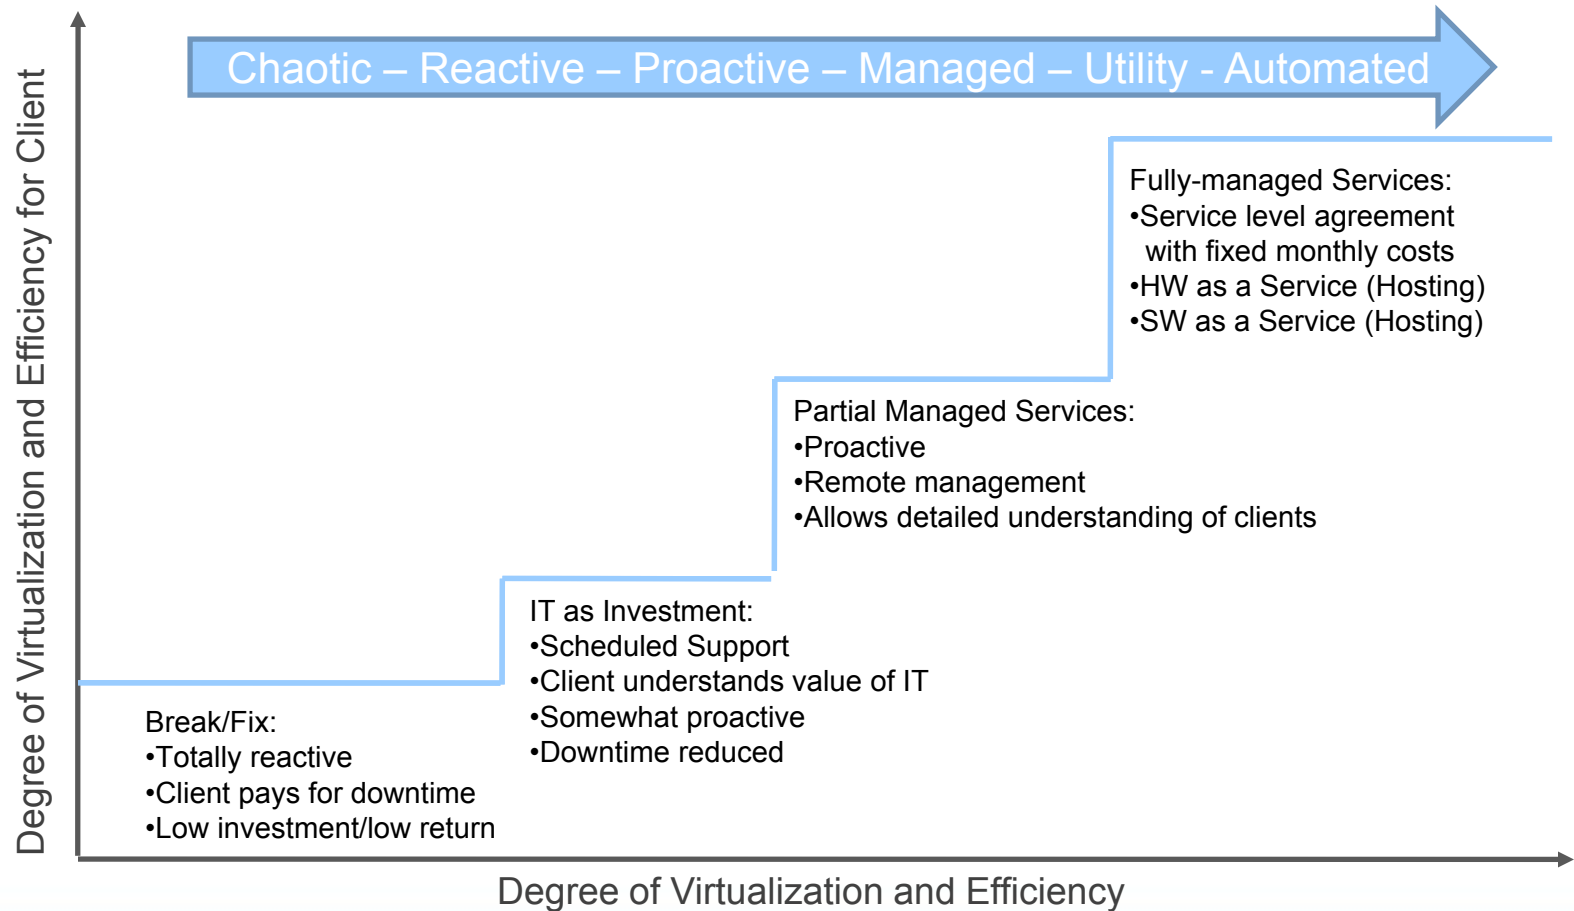 Chaotic – Reactive – Proactive – Managed – Utility - Automated
Degree of Virtualization and Efficiency for Client
Fully-managed Services:
•Service level agreement
with fixed monthly costs
•HW as a Service (Hosting)
•SW as a Service (Hosting)
Partial Managed Services:
•Proactive
•Remote management
•Allows detailed understanding of clients
IT as Investment:
•Scheduled Support
•Client understands value of IT
•Somewhat proactive
•Downtime reduced
Break/Fix:
•Totally reactive
•Client pays for downtime
•Low investment/low return
Degree of Virtualization and Efficiency